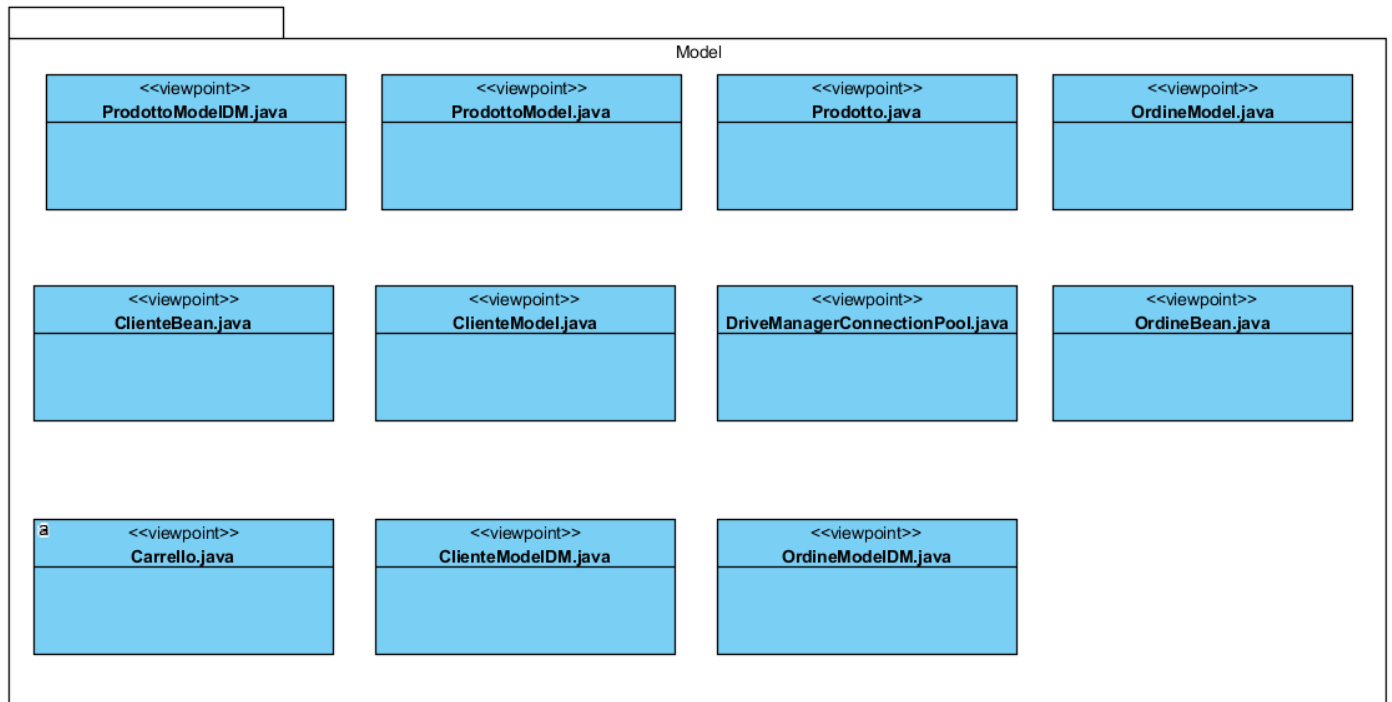 Model
<<viewpoint>>
ProdottoModelDM.java
<<viewpoint>>
ProdottoModel.java
<<viewpoint>>
Prodotto.java
<<viewpoint>>
OrdineModel.java
<<viewpoint>>
ClienteBean.java
<<viewpoint>>
ClienteModel.java
<<viewpoint>>
DriveManagerConnectionPool.java
<<viewpoint>>
OrdineBean.java
a
<<viewpoint>>
Carrello.java
<<viewpoint>>
ClienteModelDM.java
<<viewpoint>>
OrdineModelDM.java